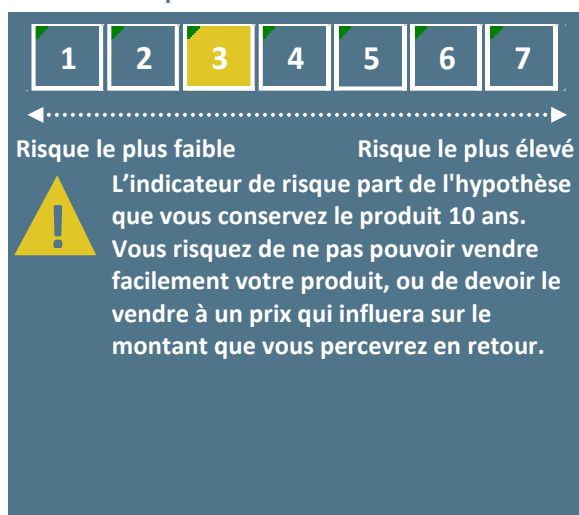 1 2 3 4 5 6 7
Risque le plus faible Risque le plus élevé
L’indicateur de risque part de l'hypothèse
que vous conservez le produit 10 ans.
Vous risquez de ne pas pouvoir vendre
facilement votre produit, ou de devoir le
vendre à un prix qui influera sur le
montant que vous percevrez en retour.
!